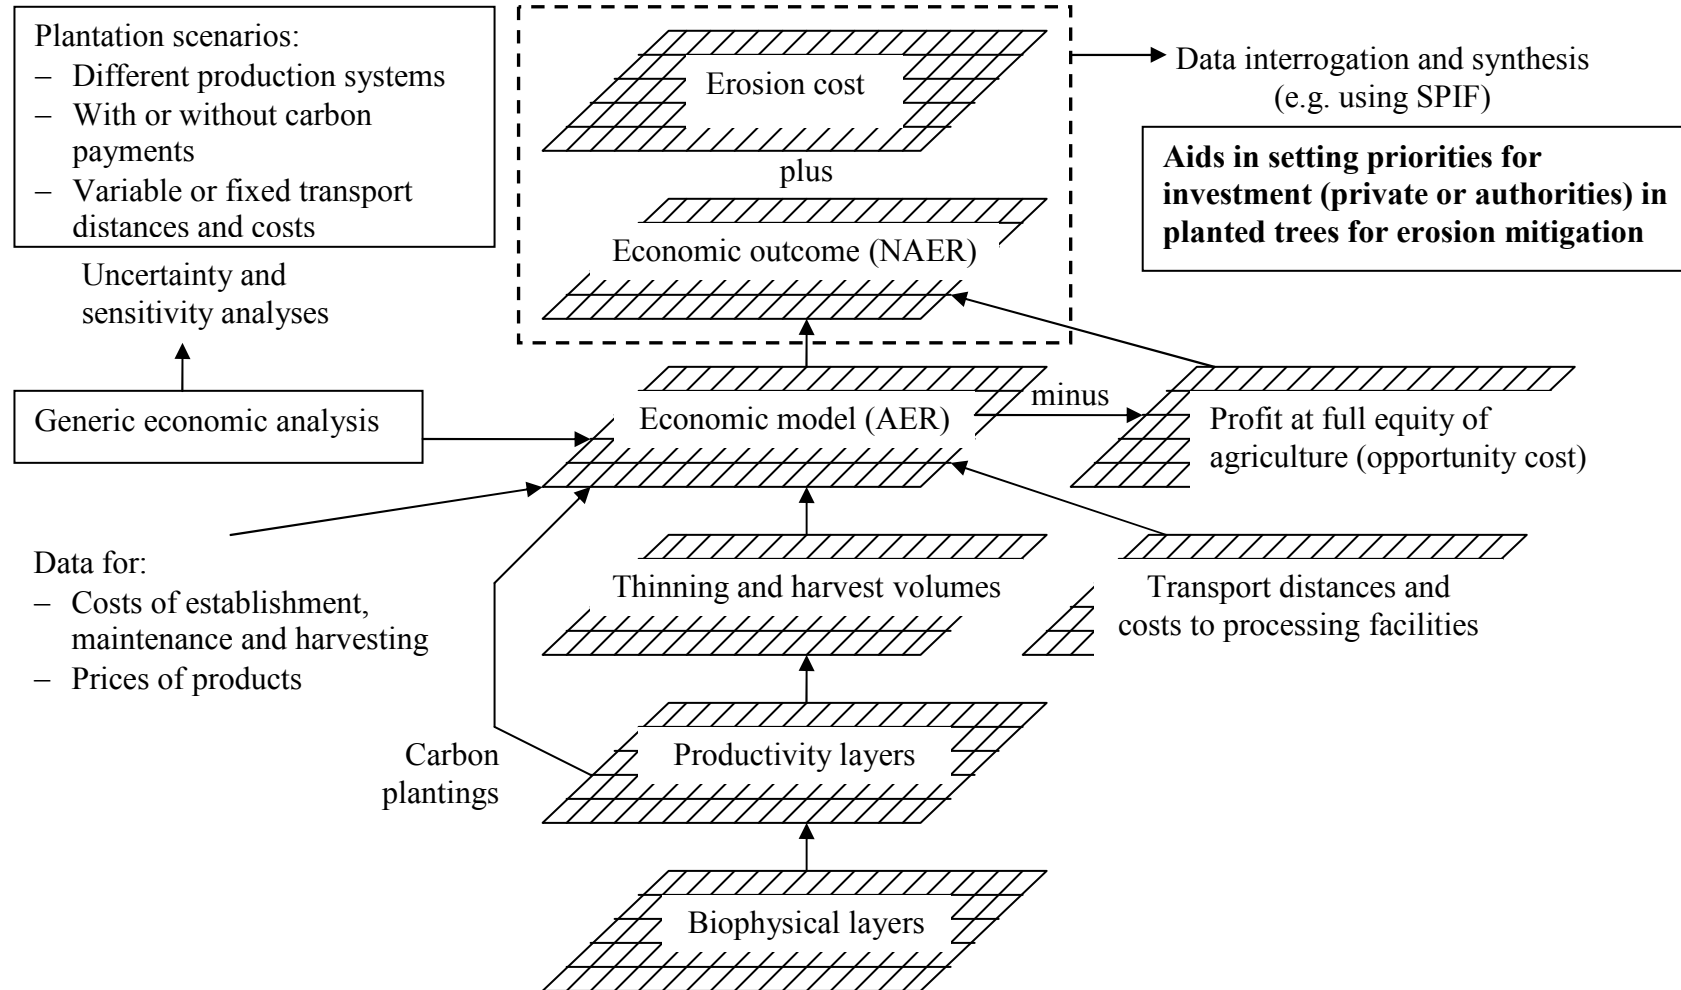 Plantation scenarios:
– Different production systems
– With or without carbon
payments
– Variable or fixed transport
distances and costs
Uncertainty and
sensitivity analyses
Generic economic analysis
Data for:
– Costs of establishment,
maintenance and harvesting
– Prices of products
Carbon
plantings
Erosion cost
plus
Economic outcome (NAER)
Economic model (AER)
minus
Thinning and harvest volumes
Productivity layers
Biophysical layers
Data interrogation and synthesis
(e.g. using SPIF)
Aids in setting priorities for
investment (private or authorities) in
planted trees for erosion mitigation
Profit at full equity of
agriculture (opportunity cost)
Transport distances and
costs to processing facilities